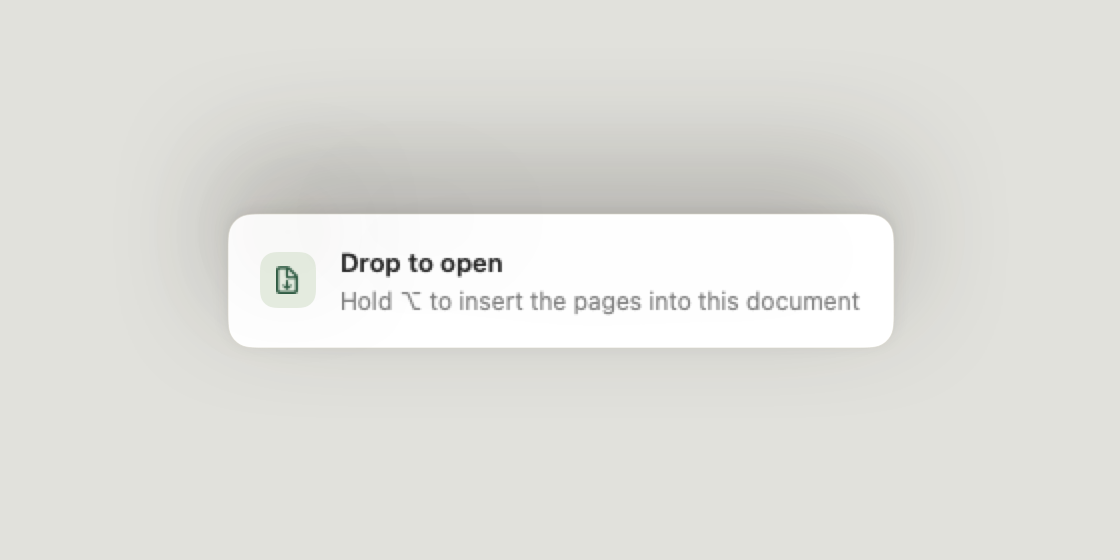 Drop to open
Hold ⌥ to insert the pages into this document